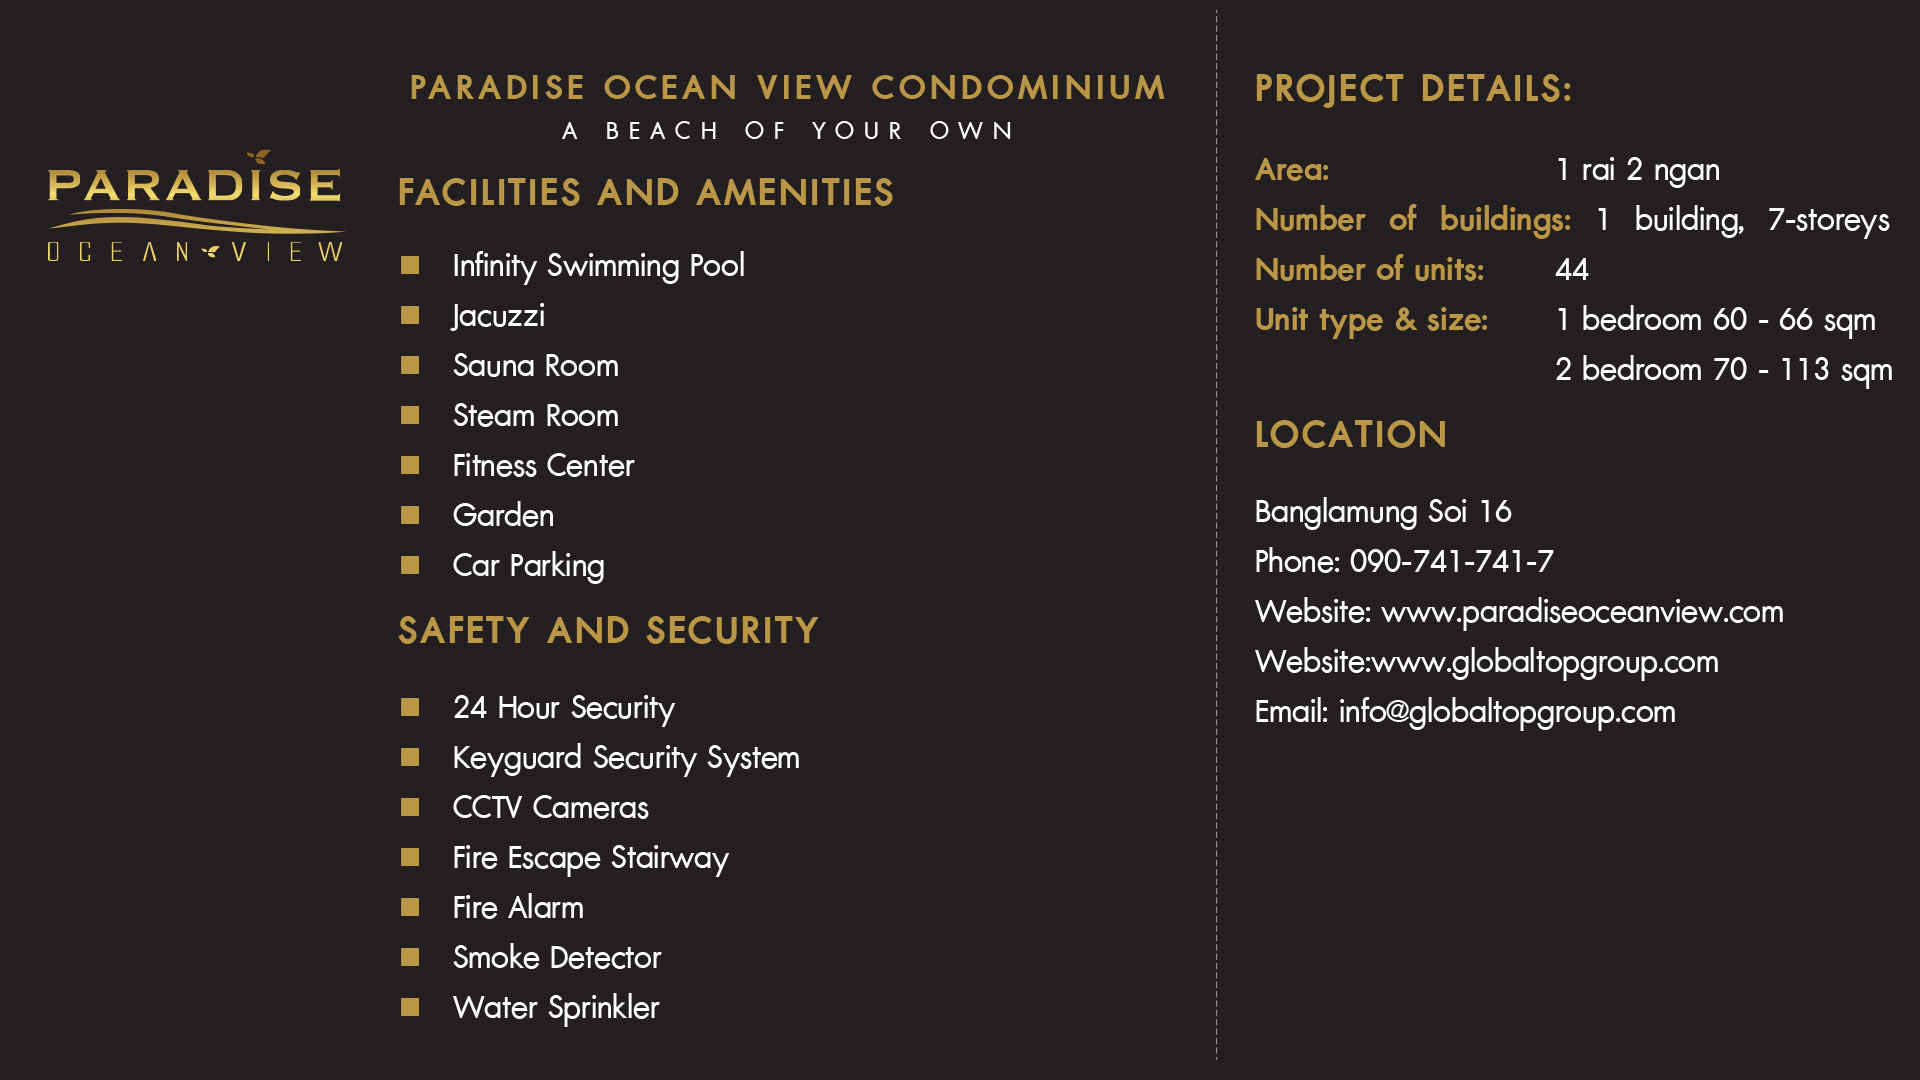 PARADISE
OCEAN VIEW
PARADISE OCEAN VIEW CONDOMINIUM
A BEACH OF YOUR OWN
FACILITIES AND AMENITIES
Infinity Swimming Pool
Jacuzzi
Sauna Room
Steam Room
Fitness Center
Garden
Car Parking
SAFETY AND SECURITY
24 Hour Security
Keyguard Security System
CCTV Cameras
Fire Escape Stairway
Fire Alarm
Smoke Detector
Water Sprinkler
PROJECT DETAILS:
Area: 1 rai 2 ngan
Number of buildings: 1 building, 7-storeys
Number of units: 44
Unit type & size: 1 bedroom 60 - 66 sqm
2 bedroom 70 - 113 sqm
LOCATION
Banglamung Soi 16
Phone: 090-741-741-7
Website: www.paradiseoceanview.com
Website:www.globaltopgroup.com
Email: info@globaltopgroup.com